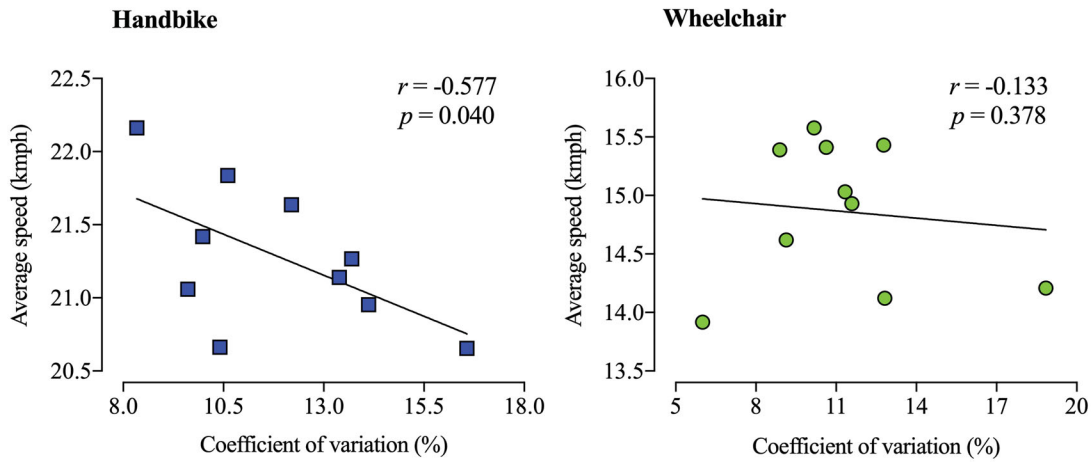 Handbike
r = -0.577
p = 0.040
22.5
22.0
21.5
21.0
20.5
Average speed (kmph)
8.0 10.5 13.0 15.5 18.0
Coefficient of variation (%)
Wheelchair
r = -0.133
p = 0.378
16.0
15.5
15.0
14.5
14.0
13.5
Average speed (kmph)
5 8 11 14 17 20
Coefficient of variation (%)